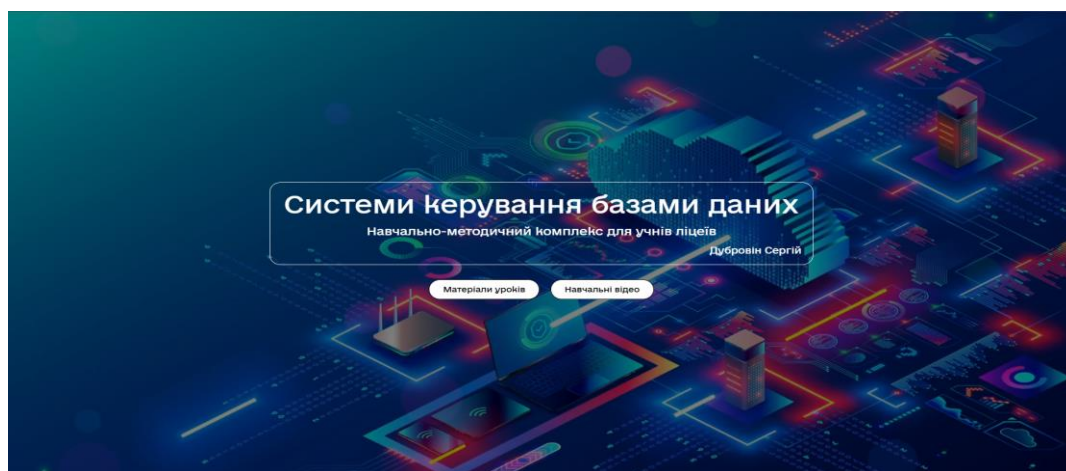 Системи керування базами даних
Навчально-методичний комплекс для учнів ліцеїв
Дубровін Сергій
Матеріали уроків
Навчальні відео